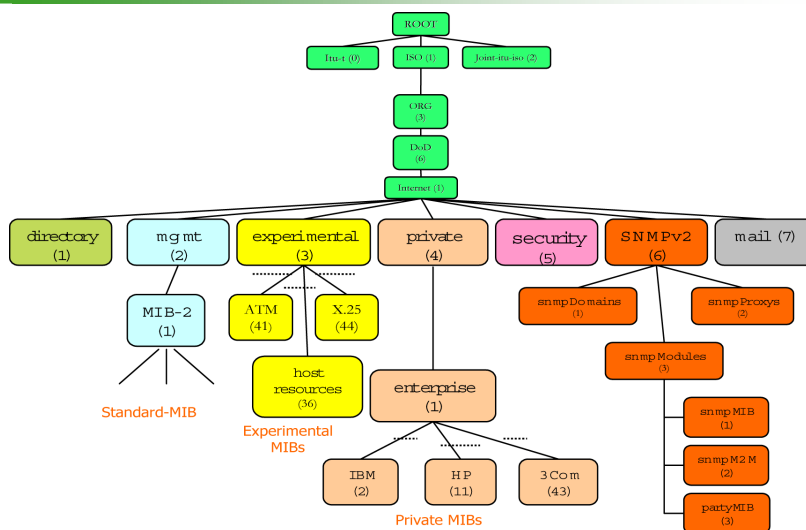 ROOT
Itu-t (0)
ISO (1)
Joint-itu-iso (2)
ORG
(3)
DoD
(6)
Internet (1)
directory
(1)
mgmt
(2)
experimental
(3)
private
(4)
security
(5)
SNMPv2
(6)
mail (7)
MIB-2
(1)
ATM
(41)
X.25
(44)
snmpDomains
(1)
snmpProxys
(2)
host
resources
(36)
enterprise
(1)
snmpModules
(3)
Standard-MIB
Experimental
MIBs
snmpMIB
(1)
IBM
(2)
HP
(11)
3Com
(43)
snmpM2M
(2)
Private MIBs
partyMIB
(3)